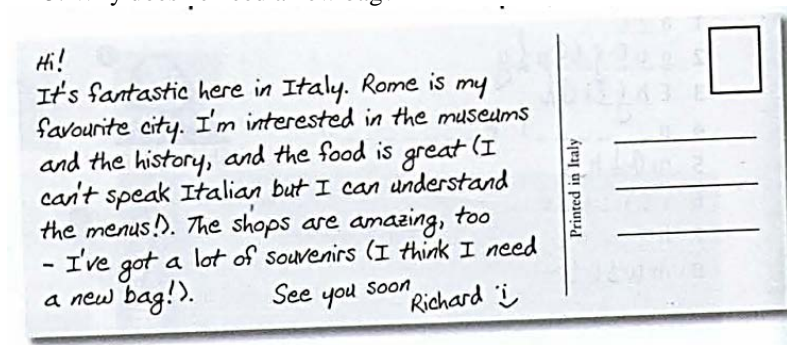 Hi!
It's fantastic here in Italy. Rome is my
favourite city. I'm interested in the museums
and the history, and the food is great (I
can't speak Italian but I can understand
the menus!). The shops are amazing, too
- I've got a lot of souvenirs (I think I need
a new bag!). See you soon
Richard
Printed in Italy